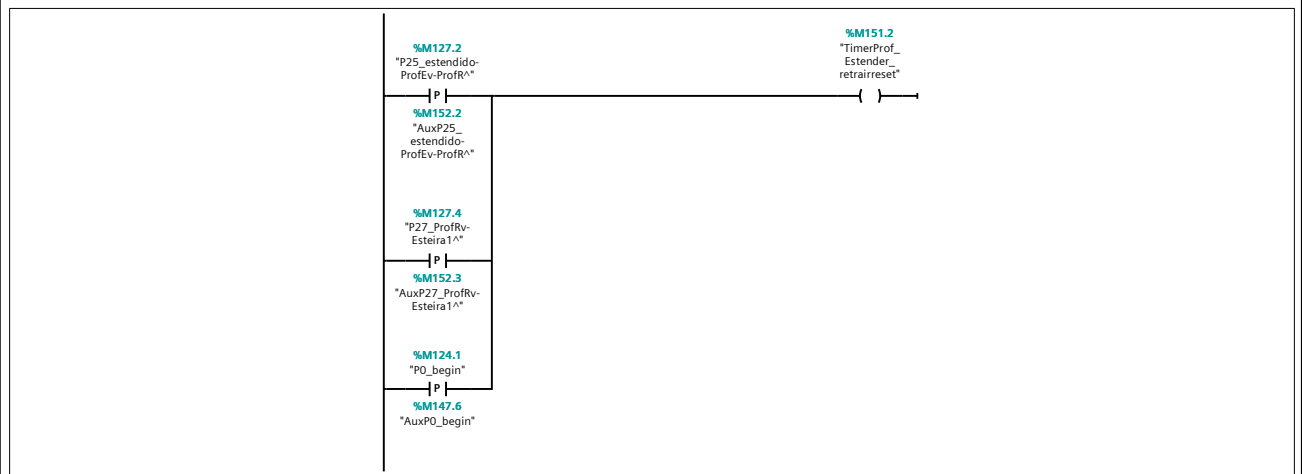 %M151.2
"TimerProf_
Estender_
retrairreset"
%M127.2
"P25_estendido-
ProfEv-ProfR^"
P
%M152.2
"AuxP25_
estendido-
ProfEv-ProfR^"
%M127.4
"P27_ProfRv-
Esteira1^"
P
%M152.3
"AuxP27_ProfRv-
Esteira1^"
%M124.1
"P0_begin"
P
%M147.6
"AuxP0_begin"